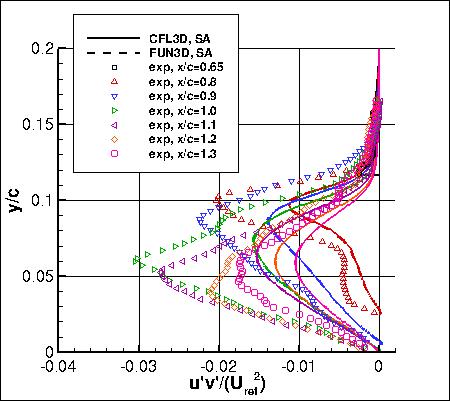 CFL3D, SA
FUN3D, SA
exp, x/c=0.65
exp, x/c=0.8
exp, x/c=0.9
exp, x/c=1.0
exp, x/c=1.1
exp, x/c=1.2
exp, x/c=1.3
0.2
0.15
0.1
0.05
0
y/c
-0.04 -0.03 -0.02 -0.01 0
u'v'/(U_ref^2)